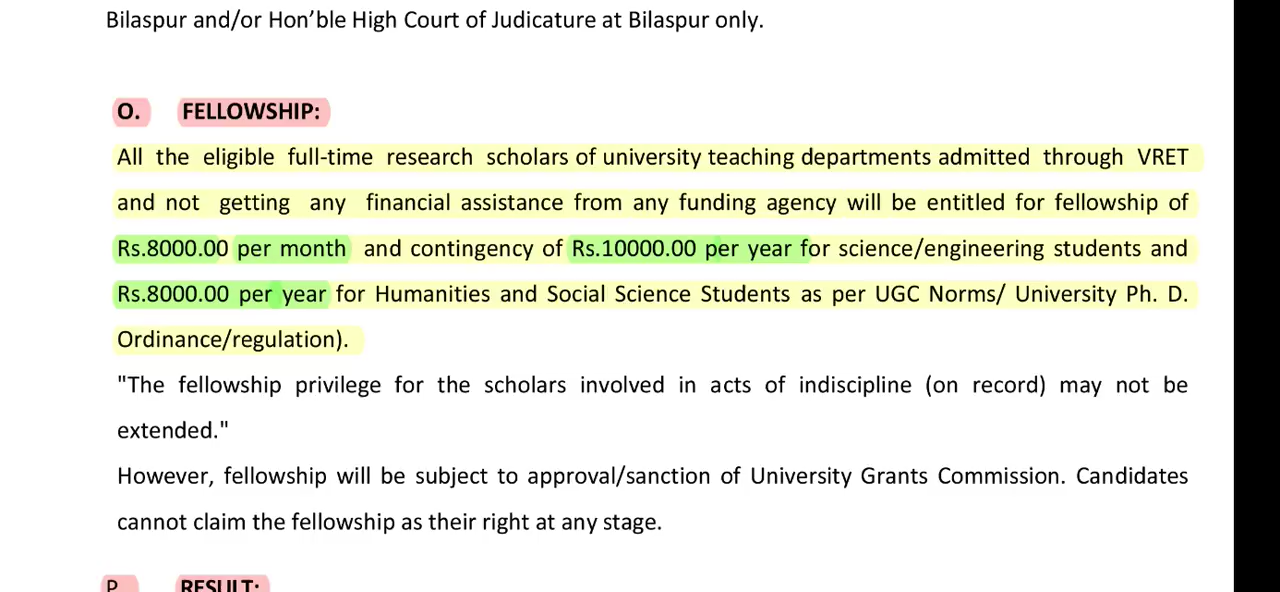 Bilaspur and/or Hon’ble High Court of Judicature at Bilaspur only.
O. FELLOWSHIP:
All the eligible full-time research scholars of university teaching departments admitted through VRET
and not getting any financial assistance from any funding agency will be entitled for fellowship of
Rs.8000.00 per month and contingency of Rs.10000.00 per year for science/engineering students and
Rs.8000.00 per year for Humanities and Social Science Students as per UGC Norms/ University Ph. D.
Ordinance/regulation).
"The fellowship privilege for the scholars involved in acts of indiscipline (on record) may not be
extended."
However, fellowship will be subject to approval/sanction of University Grants Commission. Candidates
cannot claim the fellowship as their right at any stage.
P RESULT: